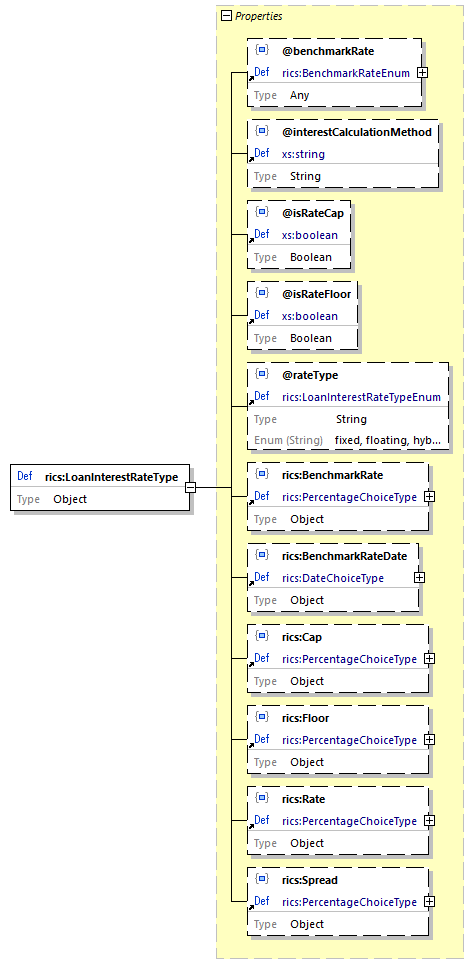 Properties
@benchmarkRate
Def rics:BenchmarkRateEnum
Type Any
@interestCalculationMethod
Def xs:string
Type String
@isRateCap
Def xs:boolean
Type Boolean
@isRateFloor
Def xs:boolean
Type Boolean
@rateType
Def rics:LoanInterestRateTypeEnum
Type String
Enum (String) fixed, floating, hyb...
Def rics:LoanInterestRateType
Type Object
rics:BenchmarkRate
Def rics:PercentageChoiceType
Type Object
rics:BenchmarkRateDate
Def rics:DateChoiceType
Type Object
rics:Cap
Def rics:PercentageChoiceType
Type Object
rics:Floor
Def rics:PercentageChoiceType
Type Object
rics:Rate
Def rics:PercentageChoiceType
Type Object
rics:Spread
Def rics:PercentageChoiceType
Type Object